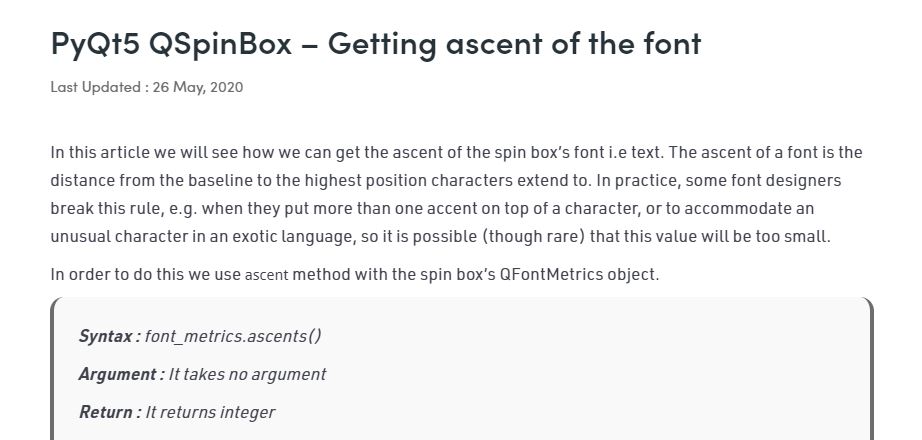 PyQt5 QSpinBox – Getting ascent of the font
Last Updated : 26 May, 2020
In this article we will see how we can get the ascent of the spin box's font i.e text. The ascent of a font is the
distance from the baseline to the highest position characters extend to. In practice, some font designers
break this rule, e.g. when they put more than one accent on top of a character, or to accommodate an
unusual character in an exotic language, so it is possible (though rare) that this value will be too small.
In order to do this we use ascent method with the spin box's QFontMetrics object.
Syntax : font_metrics.ascents()
Argument : It takes no argument
Return : It returns integer